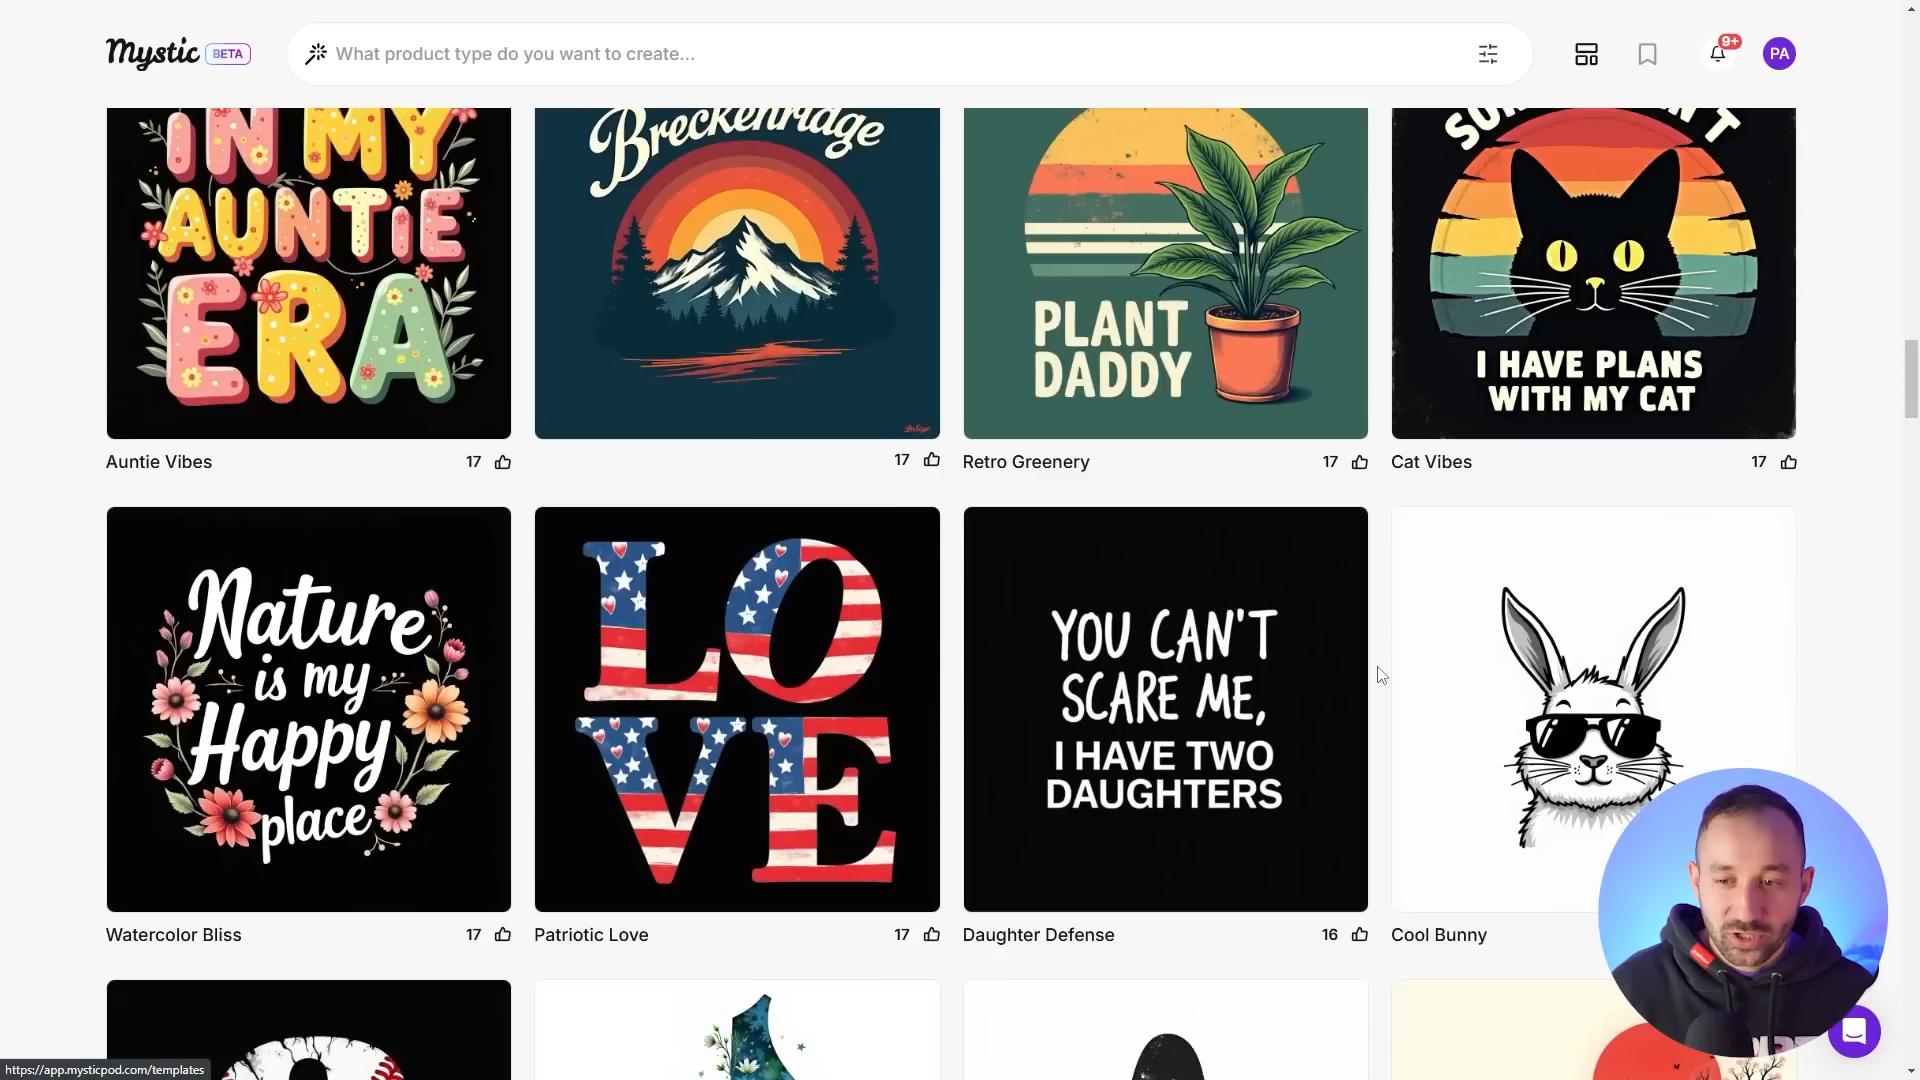 Mystic
BETA
What product type do you want to create...
9+
PA
IN MY
AUNTIE
ERA
Breckenridge
PLANT
DADDY
I HAVE PLANS
WITH MY CAT
Auntie Vibes
17
17
Retro Greenery
17
Cat Vibes
17
Nature
is my
Happy
place
LO
VE
YOU CAN'T
SCARE ME,
I HAVE TWO
DAUGHTERS
Watercolor Bliss
17
Patriotic Love
17
Daughter Defense
16
Cool Bunny
https://app.mysticpod.com/templates